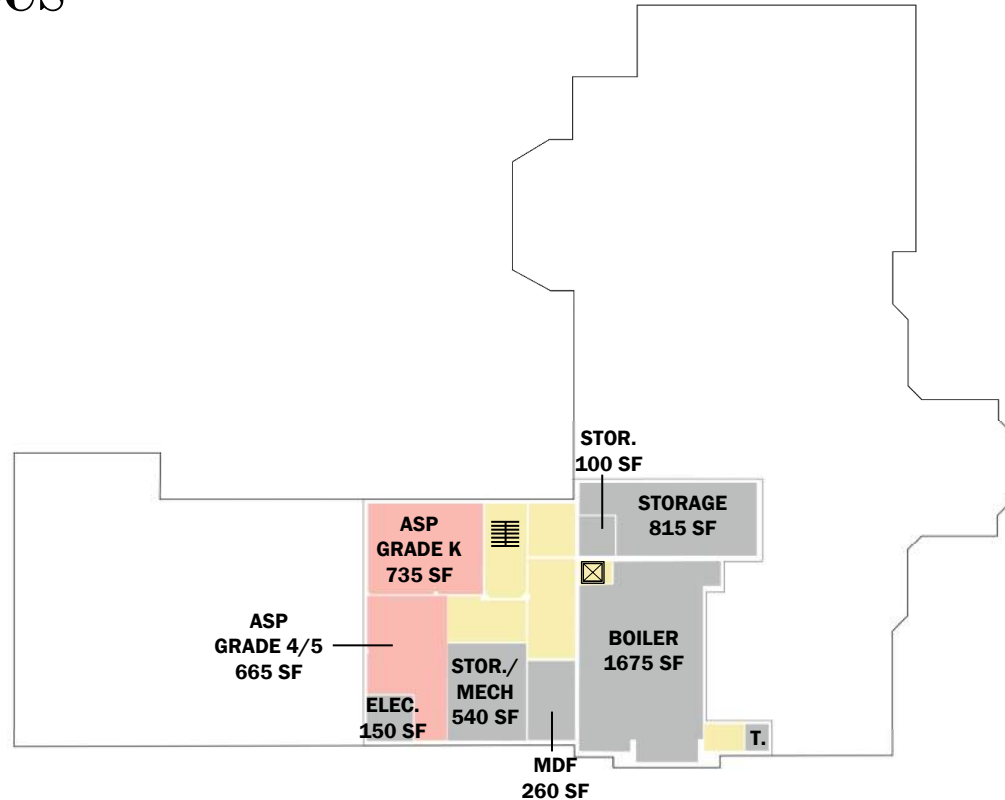 US
STOR.
100 SF
STORAGE
815 SF
ASP
GRADE K
735 SF
ASP
GRADE 4/5
665 SF
BOILER
1675 SF
STOR./
MECH
540 SF
ELEC.
150 SF
T.
MDF
260 SF